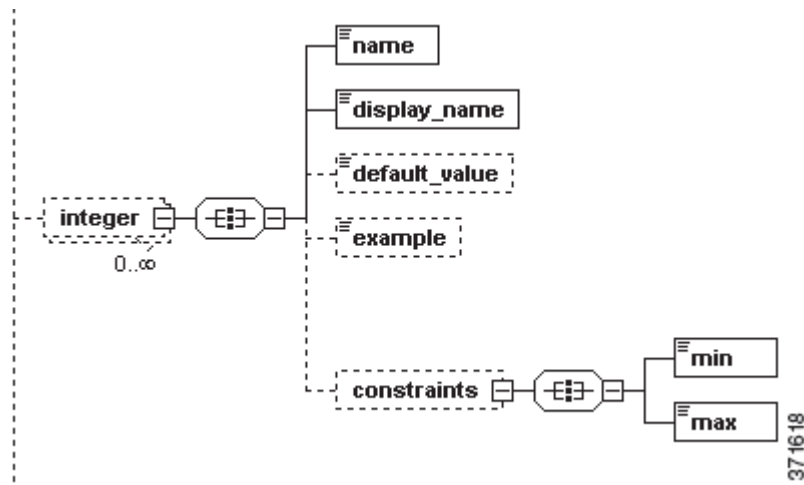 name
display_name
default_value
integer
0..∞
example
constraints
min
max
371618